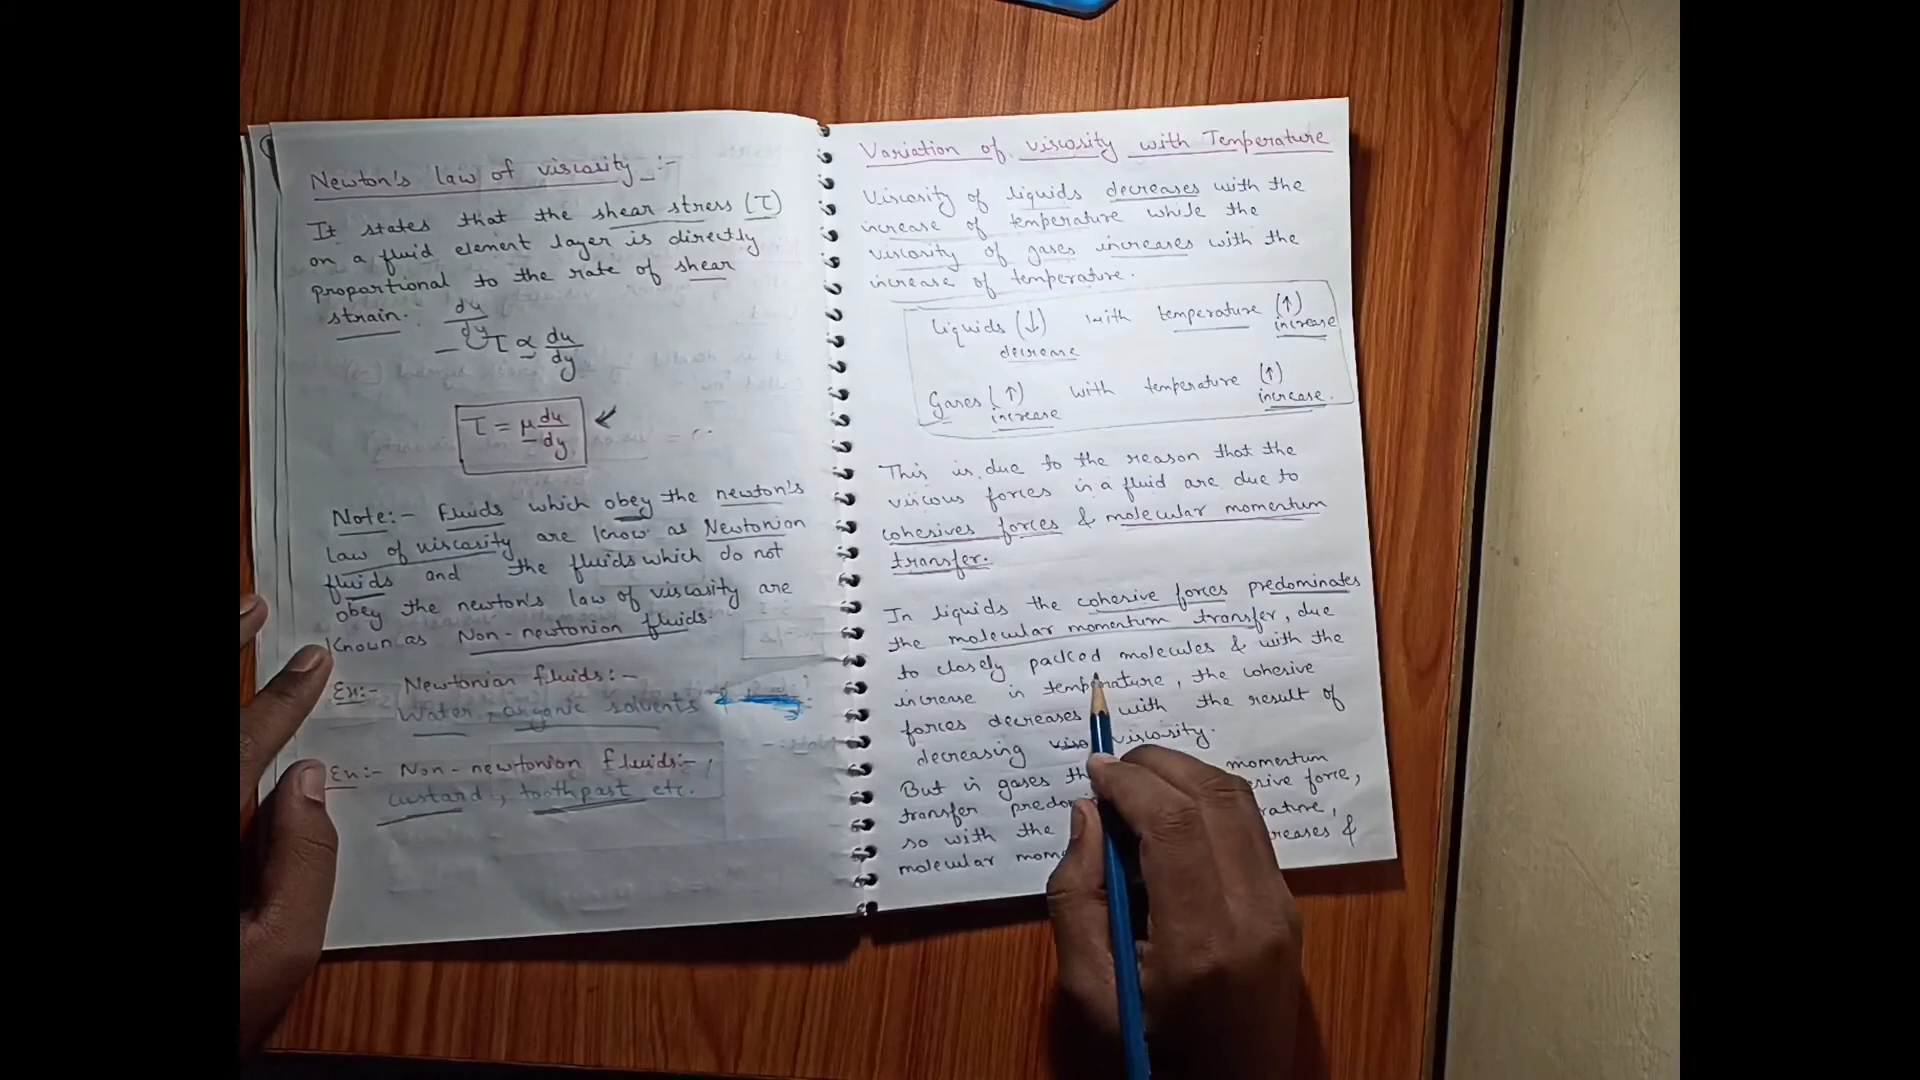 Newton's law of viscosity :-
It states that the shear stress (τ)
on a fluid element layer is directly
proportional to the rate of shear
strain. du/dy
τ ∝ du/dy
τ = μ du/dy
Note:- Fluids which obey the newton's
law of viscosity are know as Newtonion
fluids and the fluids which do not
obey the newton's law of viscosity are
Known as Non-newtonion fluids.
Ex:- Newtonian fluids:-
Water, organic solvents
Ex:- Non-newtonion fluids:-
custard, toothpast etc.
Variation of viscosity with Temperature
Viscosity of liquids decreases with the
increase of temperature while the
viscosity of gases increases with the
increase of temperature.
Liquids (↓) with temperature (↑)
decrease increase
Gases (↑) with temperature (↑)
increase increase.
This is due to the reason that the
viscous forces in a fluid are due to
cohesives forces & molecular momentum
transfer.
In liquids the cohesive forces predominates
the molecular momentum transfer, due
to closely packed molecules & with the
increase in temperature, the cohesive
forces decreases with the result of
decreasing viscosity.
But in gases momentum
transfer force,
so with the
molecular &